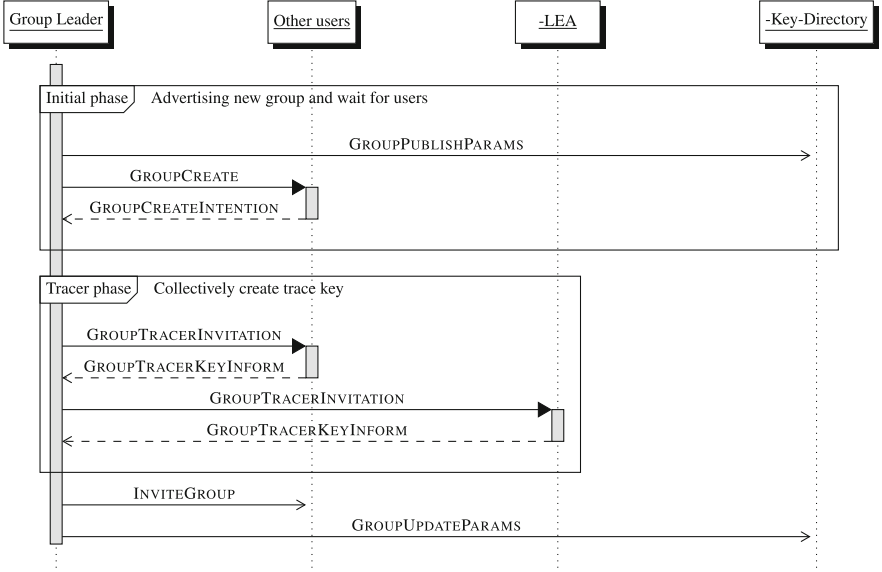 Group Leader
Other users
-LEA
-Key-Directory
Initial phase
Advertising new group and wait for users
GROUPPUBLISHPARAMS
GROUPCREATE
GROUPCREATEINTENTION
Tracer phase
Collectively create trace key
GROUPTRACERINVITATION
GROUPTRACERKEYINFORM
GROUPTRACERINVITATION
GROUPTRACERKEYINFORM
INVITEGROUP
GROUPUPDATEPARAMS